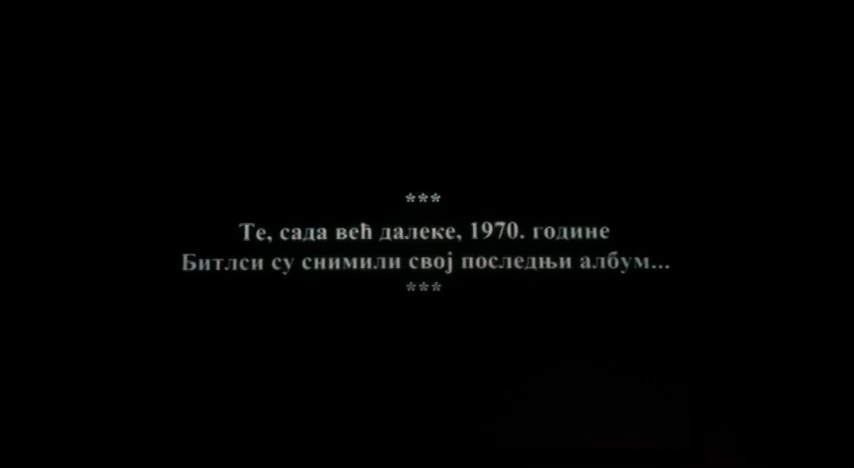 ***
Те, сада већ далеке, 1970. године
Битлси су снимили свој последњи албум...
***